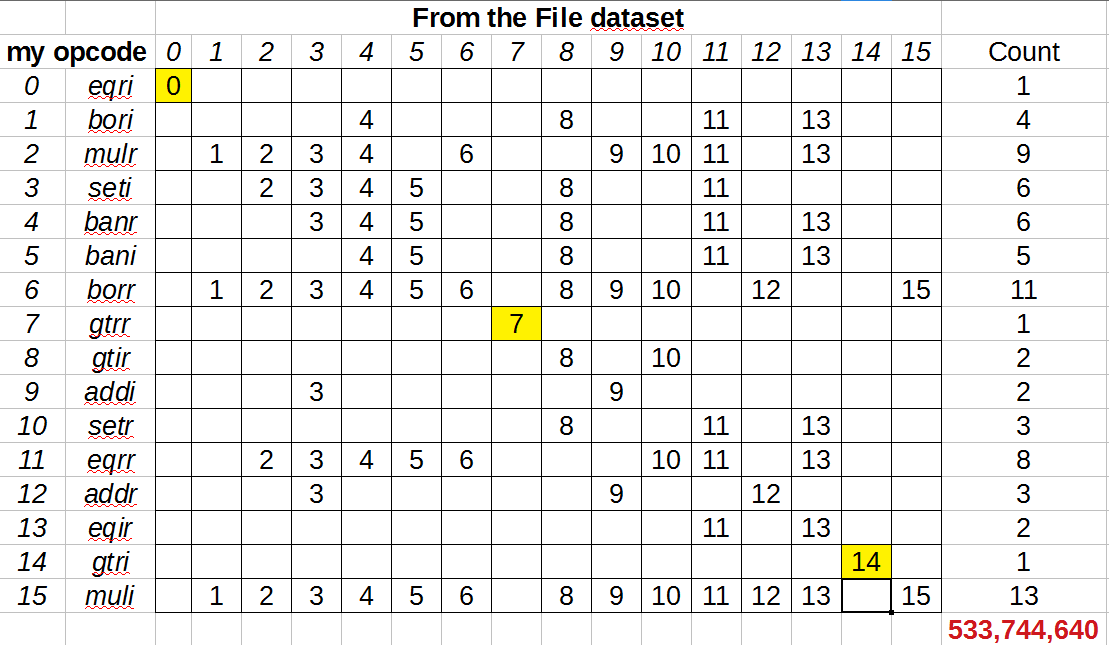 From the File dataset
my opcode 0 1 2 3 4 5 6 7 8 9 10 11 12 13 14 15 Count
0 eqri 0 1
1 bori 4 8 11 13 4
2 mulr 1 2 3 4 6 9 10 11 13 9
3 seti 2 3 4 5 8 11 6
4 banr 3 4 5 8 11 13 6
5 bani 4 5 8 11 13 5
6 borr 1 2 3 4 5 6 8 9 10 12 15 11
7 gtrr 7 1
8 gtir 8 10 2
9 addi 3 9 2
10 setr 8 11 13 3
11 eqrr 2 3 4 5 6 10 11 13 8
12 addr 3 9 12 3
13 eqir 11 13 2
14 gtri 14 1
15 muli 1 2 3 4 5 6 8 9 10 11 12 13 15 13
533,744,640